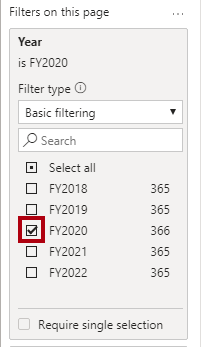 Filters on this page
Year
is FY2020
Filter type
Basic filtering
Search
Select all
FY2018 365
FY2019 365
FY2020 366
FY2021 365
FY2022 365
Require single selection